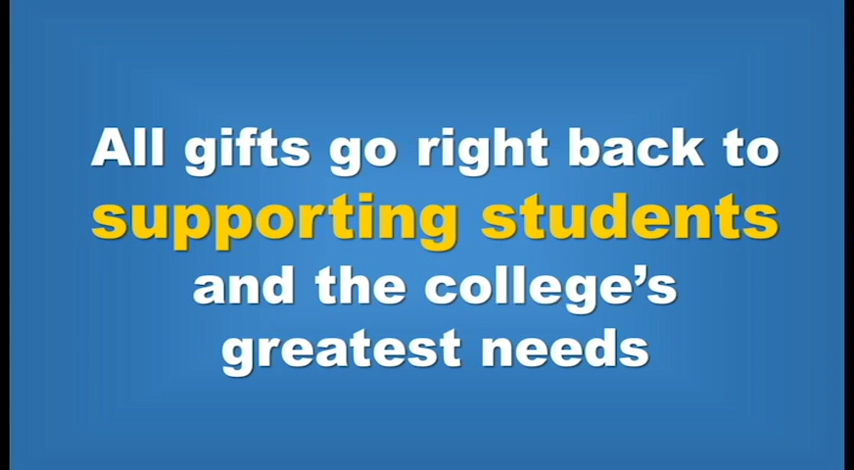 All gifts go right back to
supporting students
and the college’s
greatest needs